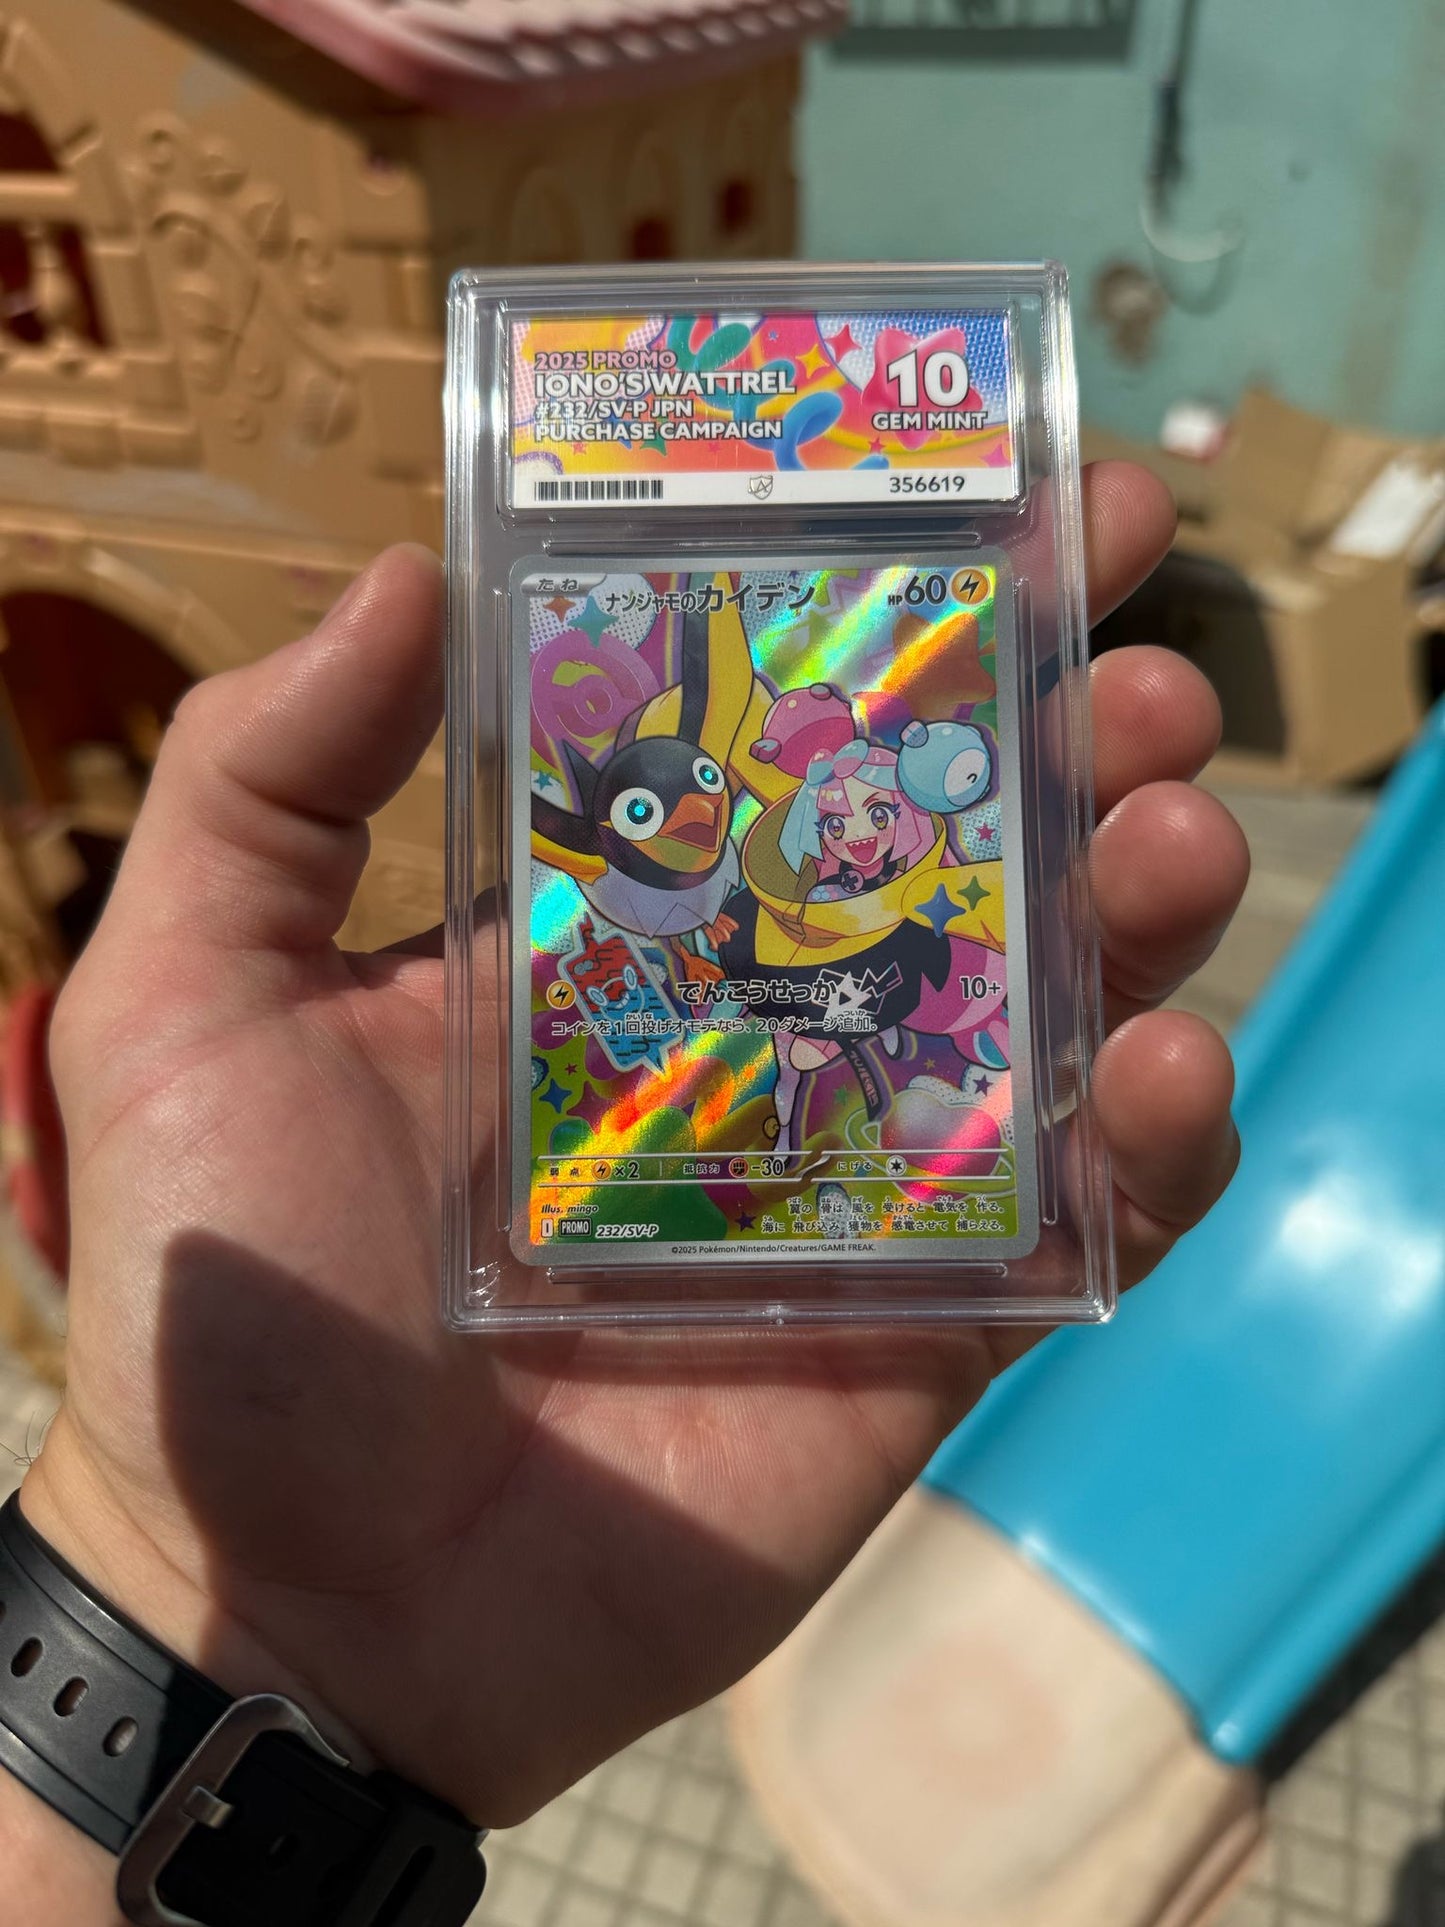 2025 PROMO
IONO'S WATTREL
#232/SV-P JPN
PURCHASE CAMPAIGN
10
GEM MINT
356619
たね
ナンジャモのカイデン
HP60
でんこうせっか 10+
コインを1回投げオモテなら、20ダメージ追加。
弱点 ×2 抵抗力 -30 にげる
Illus. mingo
翼の骨は風を受けると電気を作る。
海に飛び込み獲物を感電させて捕らえる。
I PROMO 232/SV-P
©2025 Pokémon/Nintendo/Creatures/GAME FREAK.